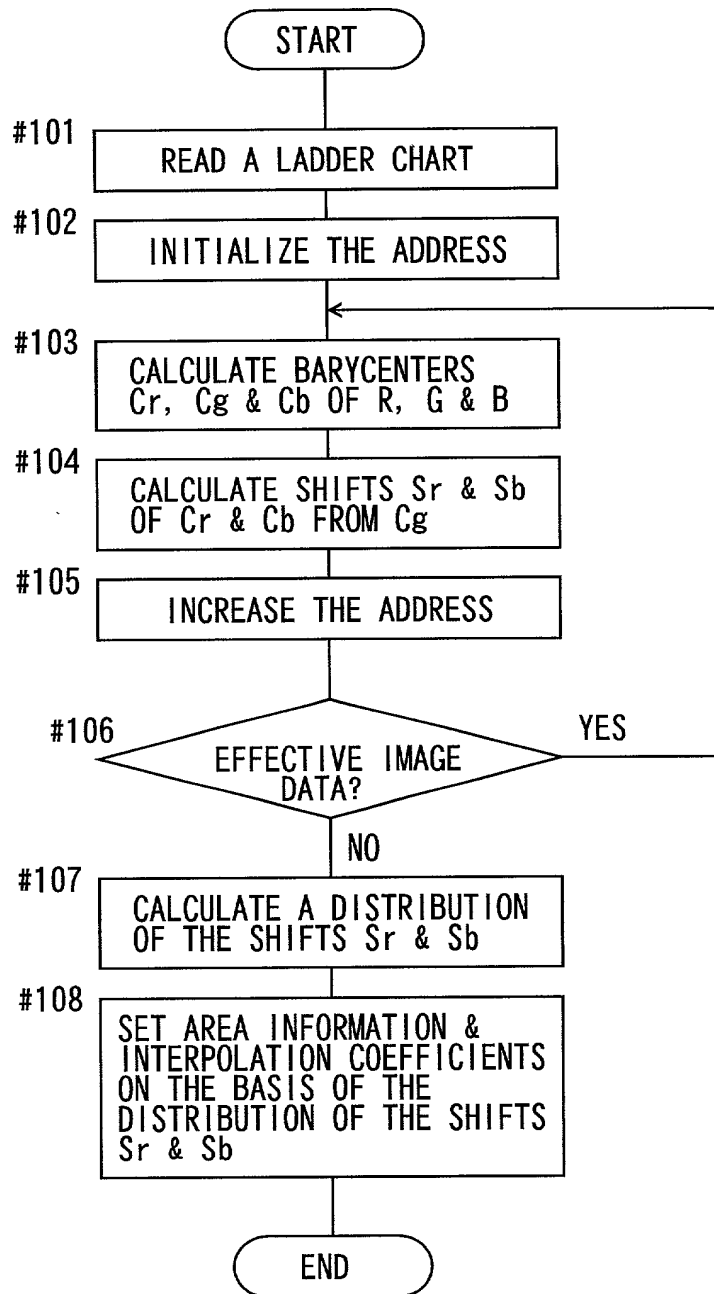 START
#101
READ A LADDER CHART
#102
INITIALIZE THE ADDRESS
#103
CALCULATE BARYCENTERS
Cr, Cg & Cb OF R, G & B
#104
CALCULATE SHIFTS Sr & Sb
OF Cr & Cb FROM Cg
#105
INCREASE THE ADDRESS
#106
EFFECTIVE IMAGE
DATA?
YES
NO
#107
CALCULATE A DISTRIBUTION
OF THE SHIFTS Sr & Sb
#108
SET AREA INFORMATION &
INTERPOLATION COEFFICIENTS
ON THE BASIS OF THE
DISTRIBUTION OF THE SHIFTS
Sr & Sb
END